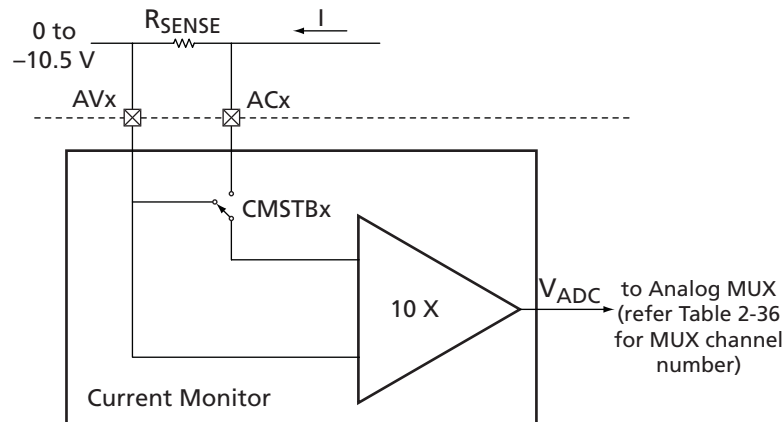 0 to
–10.5 V
RSENSE
I
AVx
ACx
CMSTBx
10 X
VADC
to Analog MUX
(refer Table 2-36
for MUX channel
number)
Current Monitor